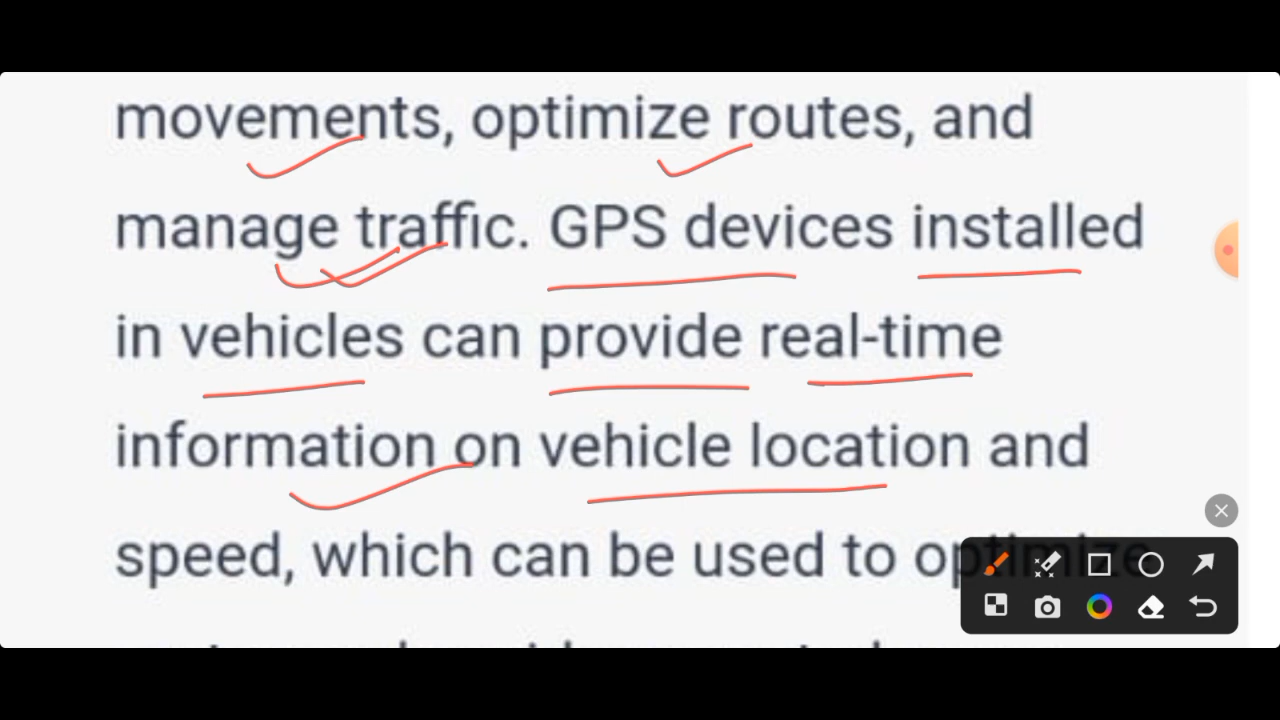 movements, optimize routes, and
manage traffic. GPS devices installed
in vehicles can provide real-time
information on vehicle location and
speed, which can be used to optimize